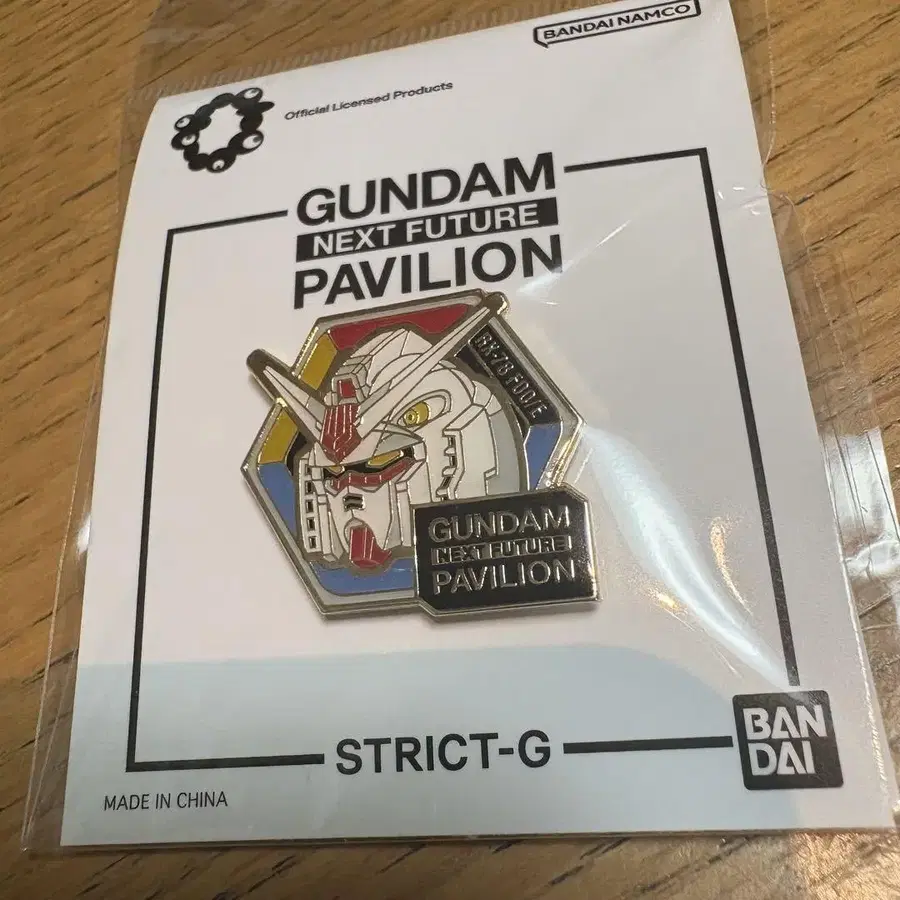 BANDAI NAMCO
Official Licensed Products
GUNDAM
NEXT FUTURE
PAVILION
RX-78 F00/E
GUNDAM
NEXT FUTURE
PAVILION
STRICT-G
BAN
DAI
MADE IN CHINA